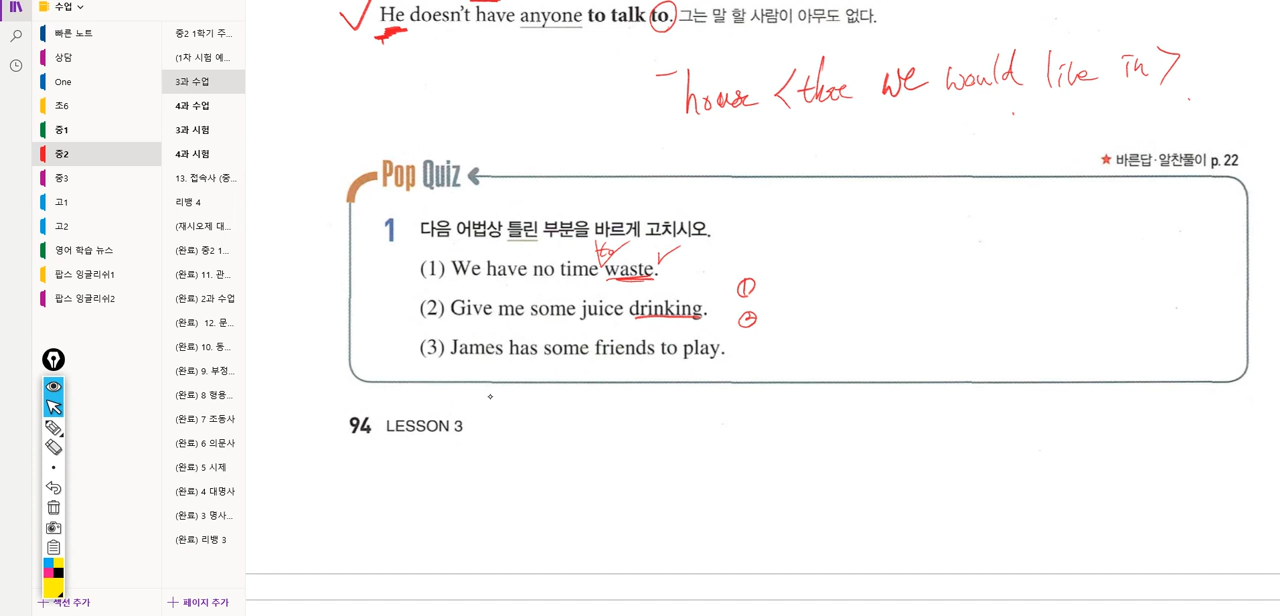 수업
빠른 노트
상담
One
초6
중1
중2
중3
고1
고2
영어 학습 뉴스
팝스 잉글리쉬1
팝스 잉글리쉬2
섹션 추가
중2 1학기 주...
(1차 시험 예...
3과 수업
4과 수업
3과 시험
4과 시험
13. 접속사 (중...
리뱅 4
(재시오제 대...
(완료) 중2 1...
(완료) 11. 관...
(완료) 2과 수업
(완료) 12. 문...
(완료) 10. 동...
(완료) 9. 부정...
(완료) 8 형용...
(완료) 7 조동사
(완료) 6 의문사
(완료) 5 시제
(완료) 4 대명사
(완료) 3 명사...
(완료) 리뱅 3
페이지 추가
He doesn't have anyone to talk to. 그는 말 할 사람이 아무도 없다.
house < we would live in >
★ 바른답·알찬풀이 p. 22
Pop Quiz
1 다음 어법상 틀린 부분을 바르게 고치시오.
to
(1) We have no time waste.
(2) Give me some juice drinking.
①
②
(3) James has some friends to play.
94 LESSON 3